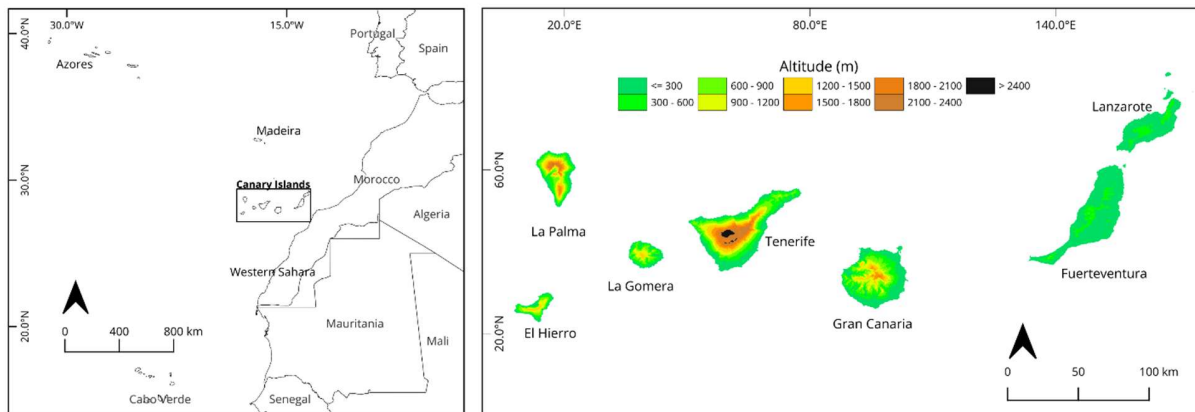 30.0°W
15.0°W
40.0°N
Portugal
Spain
Azores
Madeira
30.0°N
Morocco
Canary Islands
Algeria
Western Sahara
Mauritania
20.0°N
0 400 800 km
Mali
Cabo Verde
Senegal
20.0°E
80.0°E
140.0°E
Altitude (m)
<= 300
600 - 900
1200 - 1500
1800 - 2100
> 2400
300 - 600
900 - 1200
1500 - 1800
2100 - 2400
Lanzarote
60.0°N
La Palma
Tenerife
La Gomera
Fuerteventura
Gran Canaria
El Hierro
20.0°N
0 50 100 km